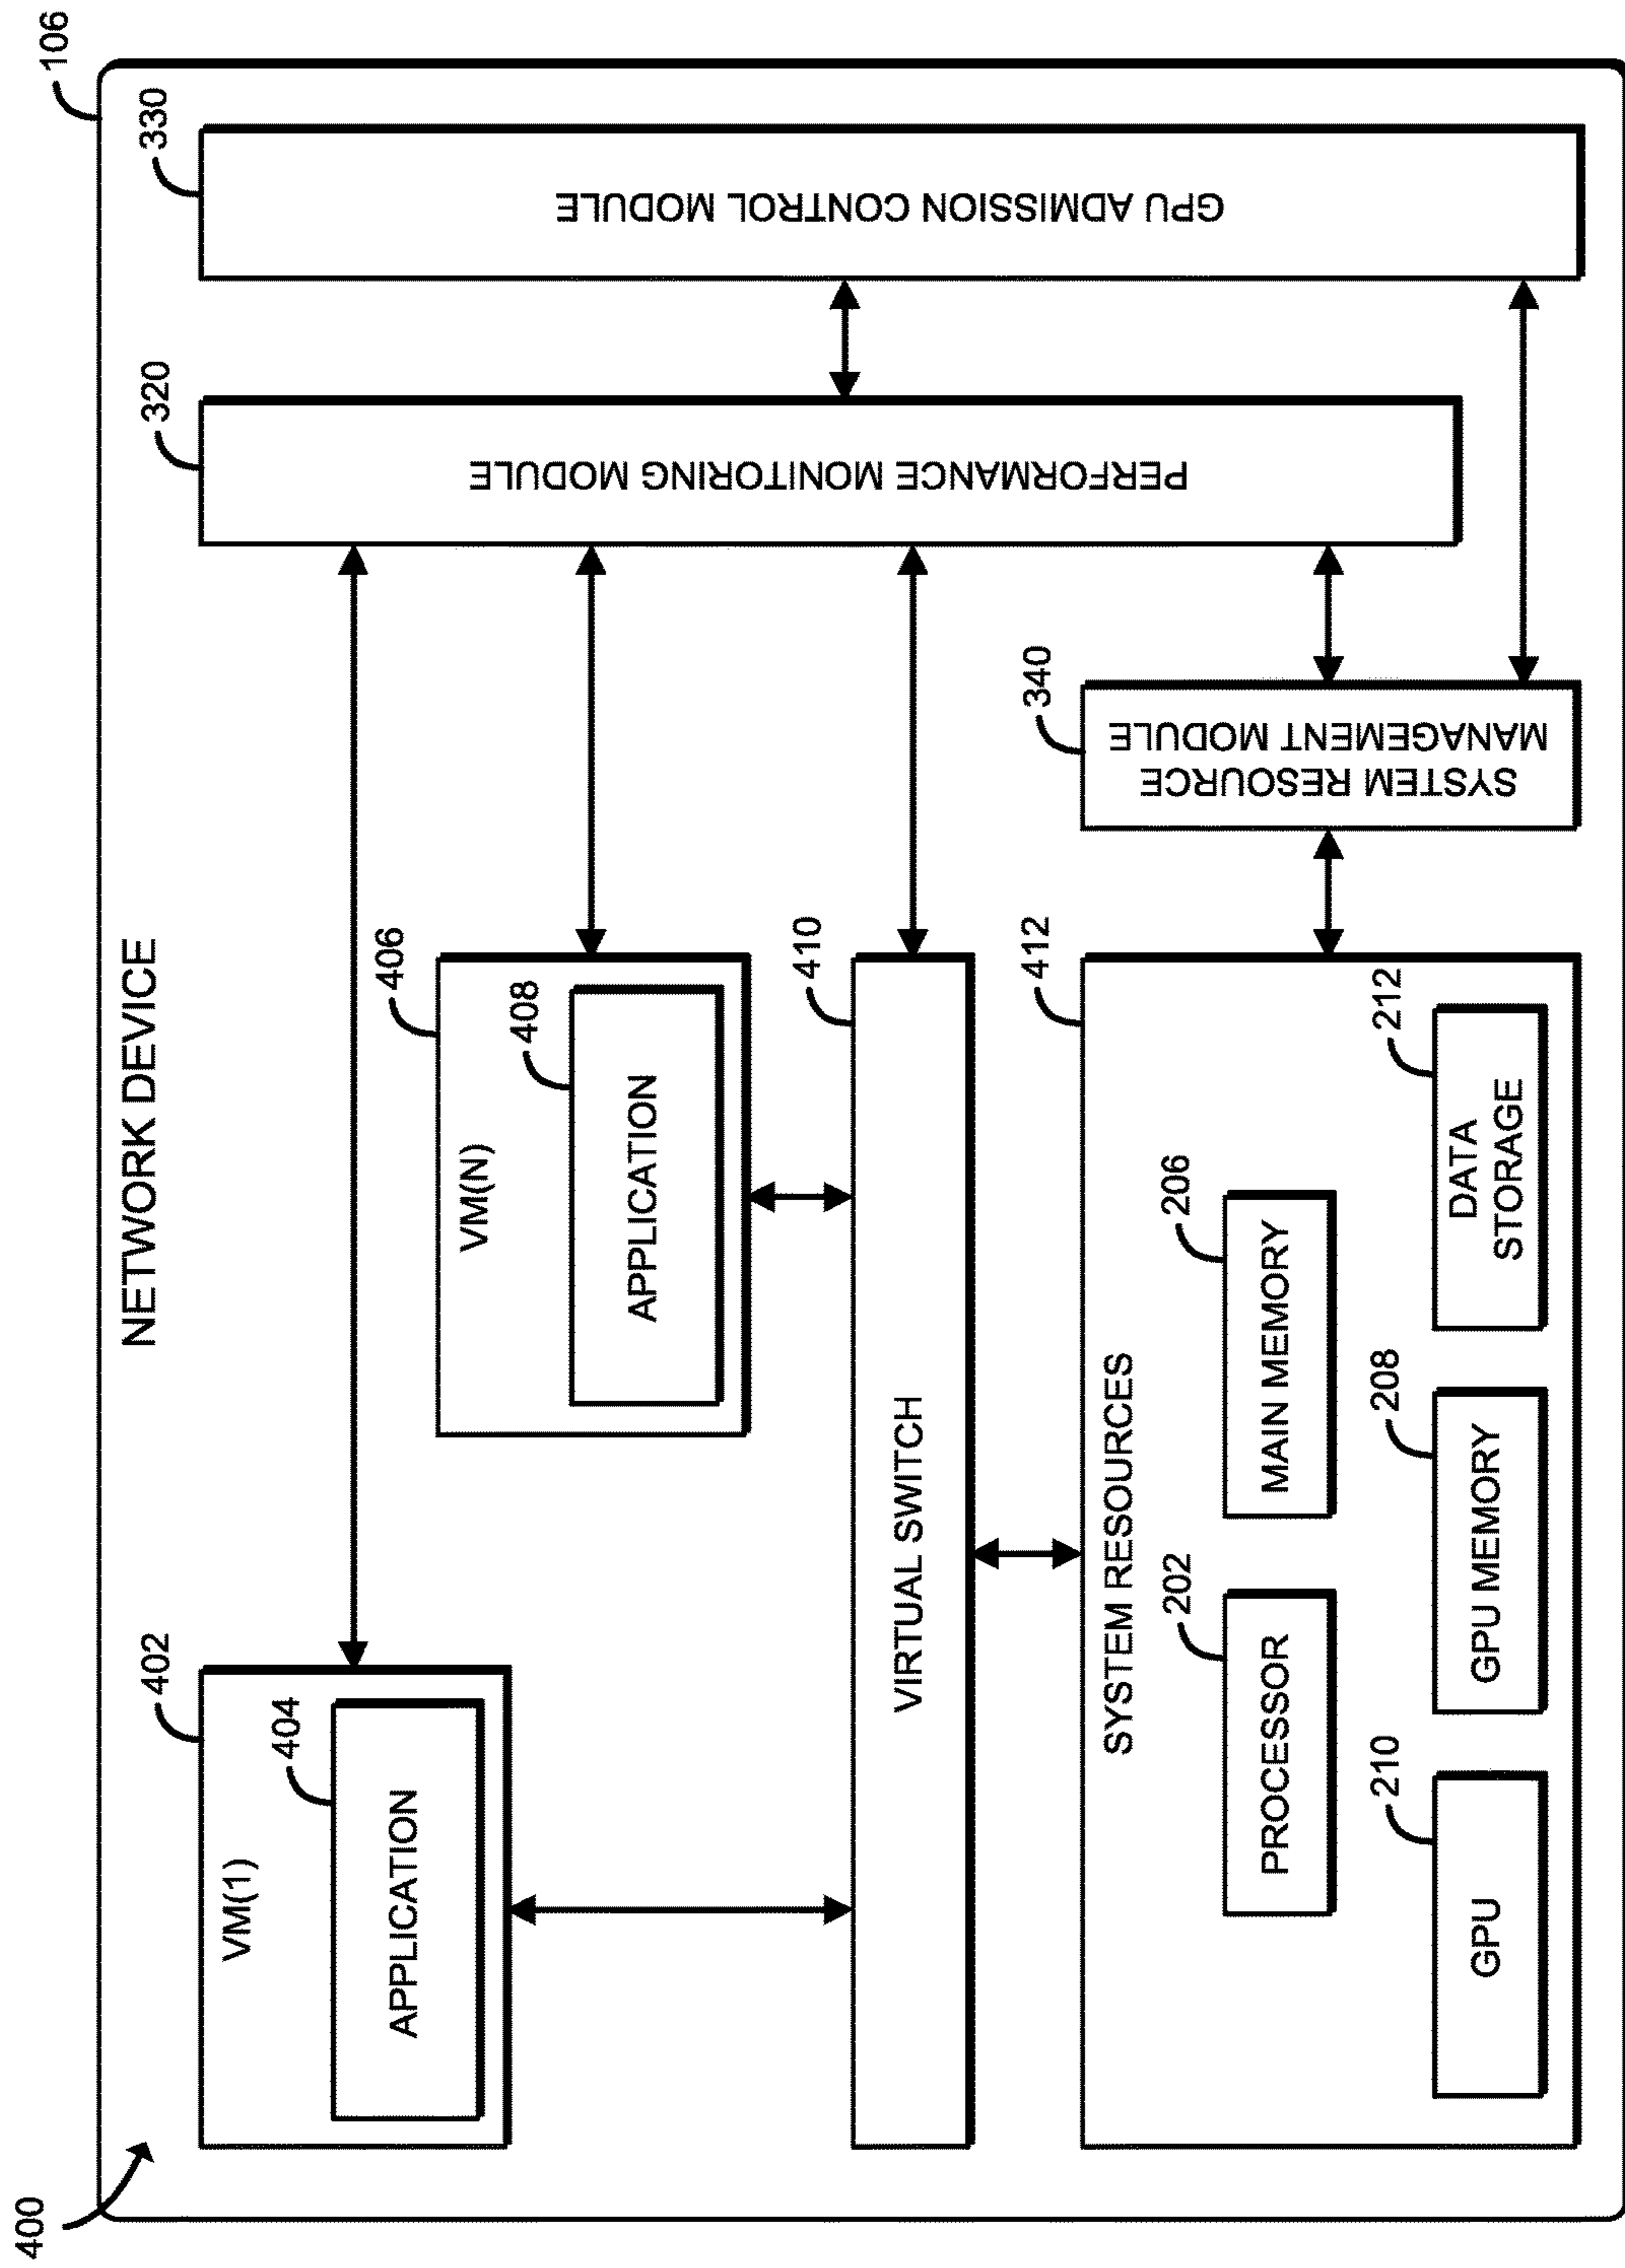 400
106
NETWORK DEVICE
402
VM(1)
404
APPLICATION
406
VM(N)
408
APPLICATION
410
VIRTUAL SWITCH
412
SYSTEM RESOURCES
202
PROCESSOR
206
MAIN MEMORY
210
GPU
208
GPU MEMORY
212
DATA
STORAGE
340
SYSTEM RESOURCE
MANAGEMENT MODULE
320
PERFORMANCE MONITORING MODULE
330
GPU ADMISSION CONTROL MODULE